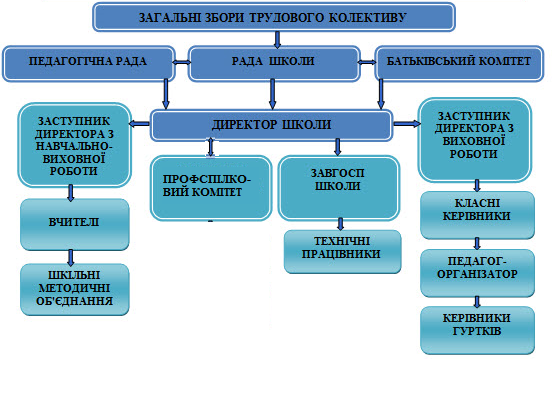 ЗАГАЛЬНІ ЗБОРИ ТРУДОВОГО КОЛЕКТИВУ
ПЕДАГОГІЧНА РАДА
РАДА ШКОЛИ
БАТЬКІВСЬКИЙ КОМІТЕТ
ДИРЕКТОР ШКОЛИ
ЗАСТУПНИК
ДИРЕКТОРА З
НАВЧАЛЬНО-
ВИХОВНОЇ
РОБОТИ
ВЧИТЕЛІ
ШКІЛЬНІ
МЕТОДИЧНІ
ОБ'ЄДНАННЯ
ПРОФСПІЛКО-
ВИЙ КОМІТЕТ
ЗАВГОСП
ШКОЛИ
ТЕХНІЧНІ
ПРАЦІВНИКИ
ЗАСТУПНИК
ДИРЕКТОРА З
ВИХОВНОЇ
РОБОТИ
КЛАСНІ
КЕРІВНИКИ
ПЕДАГОГ-
ОРГАНІЗАТОР
КЕРІВНИКИ
ГУРТКІВ